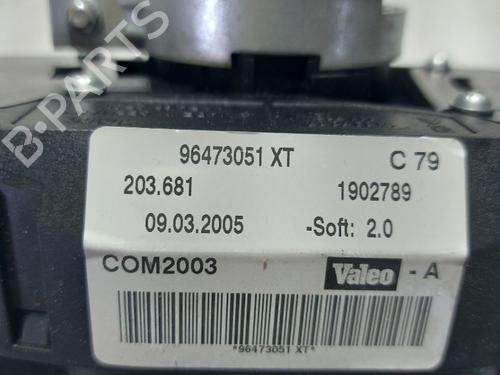 B-PARTS
96473051 XT C 79
203.681 1902789
09.03.2005 -Soft: 2.0
COM2003 Valeo - A
*96473051 XT*